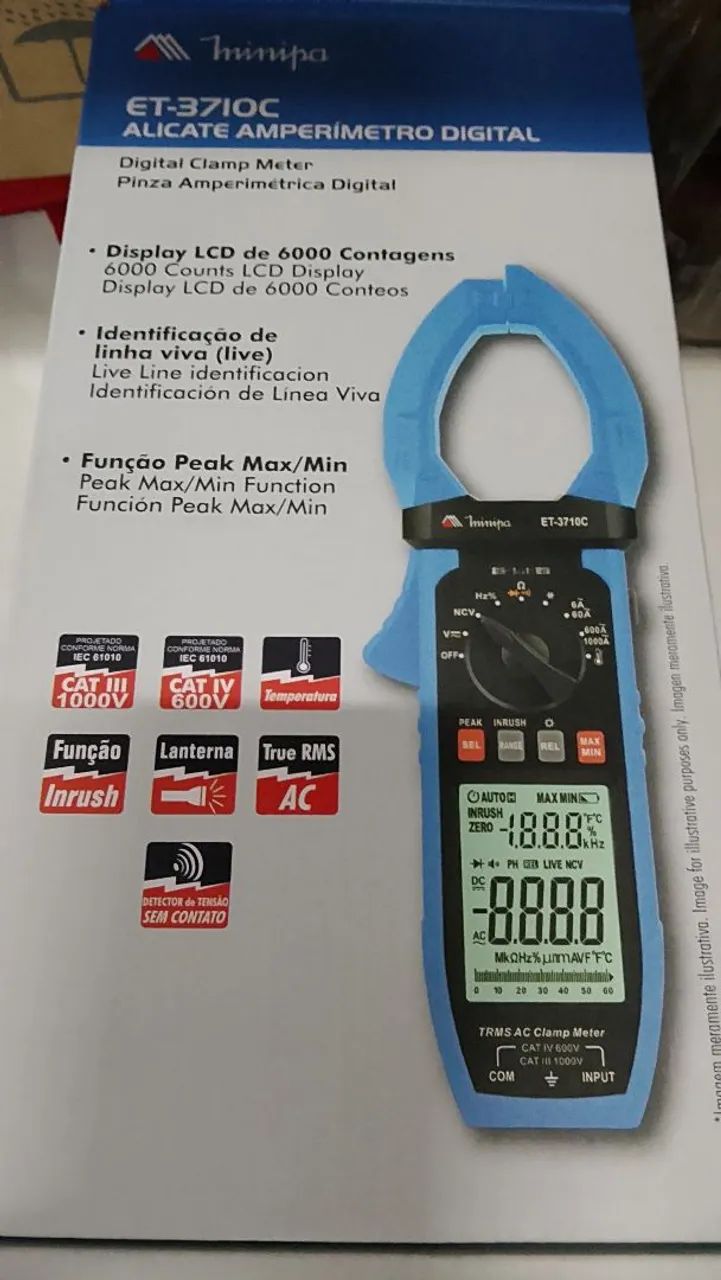 minipa
ET-3710C
ALICATE AMPERÍMETRO DIGITAL
Digital Clamp Meter
Pinza Amperimétrica Digital
• Display LCD de 6000 Contagens
6000 Counts LCD Display
Display LCD de 6000 Conteos
• Identificação de
linha viva (live)
Live Line identificacion
Identificación de Línea Viva
• Função Peak Max/Min
Peak Max/Min Function
Función Peak Max/Min
PROJETADO
CONFORME NORMA
IEC 61010
CAT III
1000V
PROJETADO
CONFORME NORMA
IEC 61010
CAT IV
600V
Temperatura
Função
Inrush
Lanterna
True RMS
AC
DETECTOR de TENSÃO
SEM CONTATO
minipa ET-3710C
Ω
Hz%
NCV
V
OFF
6A
60A
600A
1000A
PEAK INRUSH
SEL RANGE REL MAX MIN
AUTO H MAX MIN
INRUSH
ZERO
-1.8.8.8 °F°C % kHz
PH SEL LIVE NCV
DC
-8.8.8.8
AC
MkΩHz%µnmAVF°F°C
0 10 20 30 40 50 60
TRMS AC Clamp Meter
CAT IV 600V
CAT III 1000V
COM INPUT
*Imagem meramente ilustrativa. Image for illustrative purposes only. Imagen meramente ilustrativa.